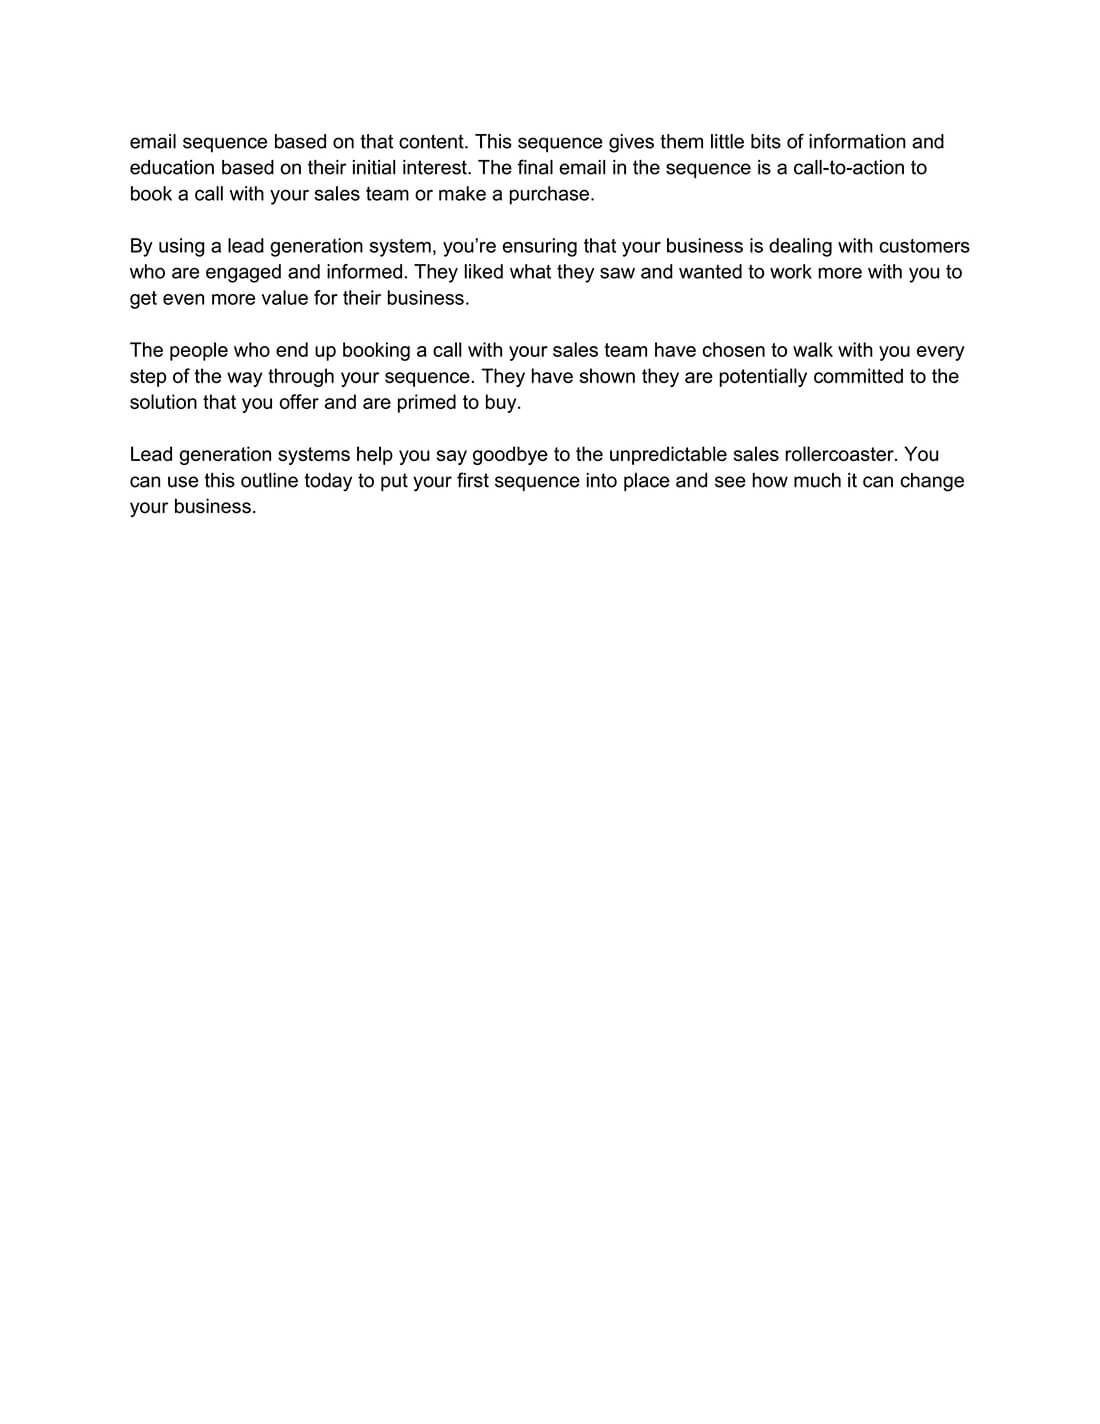 email sequence based on that content. This sequence gives them little bits of information and
education based on their initial interest. The final email in the sequence is a call-to-action to
book a call with your sales team or make a purchase.
By using a lead generation system, you’re ensuring that your business is dealing with customers
who are engaged and informed. They liked what they saw and wanted to work more with you to
get even more value for their business.
The people who end up booking a call with your sales team have chosen to walk with you every
step of the way through your sequence. They have shown they are potentially committed to the
solution that you offer and are primed to buy.
Lead generation systems help you say goodbye to the unpredictable sales rollercoaster. You
can use this outline today to put your first sequence into place and see how much it can change
your business.